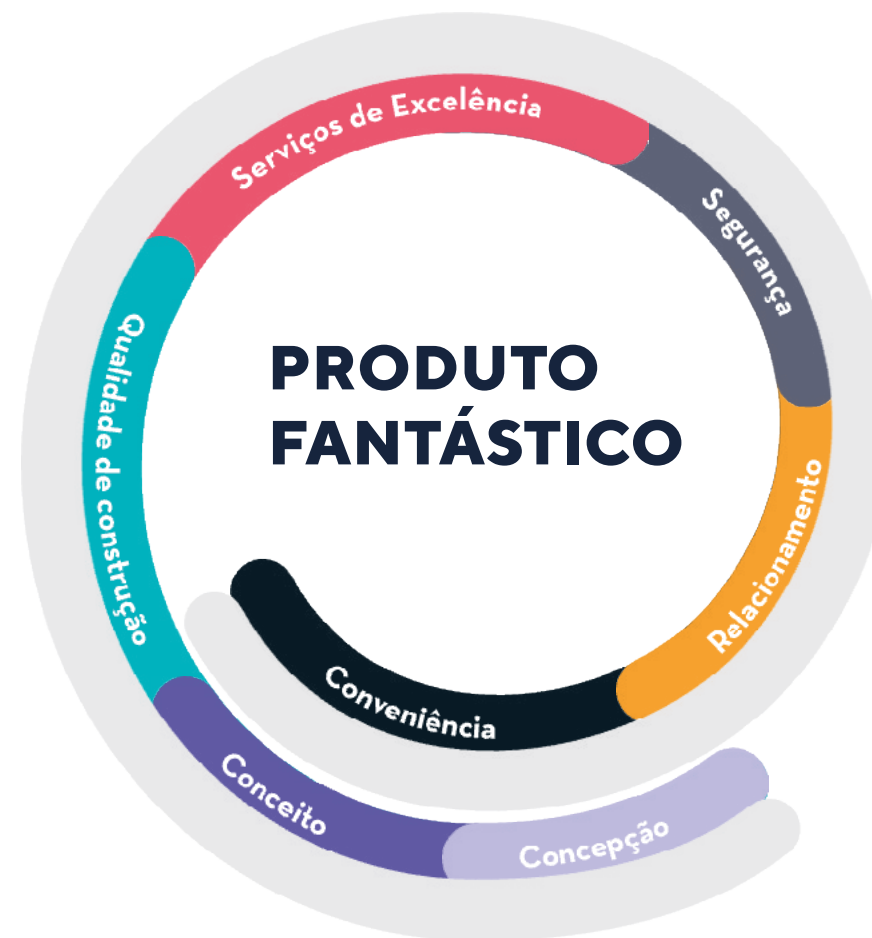 Serviços de Excelência
Segurança
Qualidade de construção
PRODUTO
FANTÁSTICO
Relacionamento
Conveniência
Conceito
Concepção